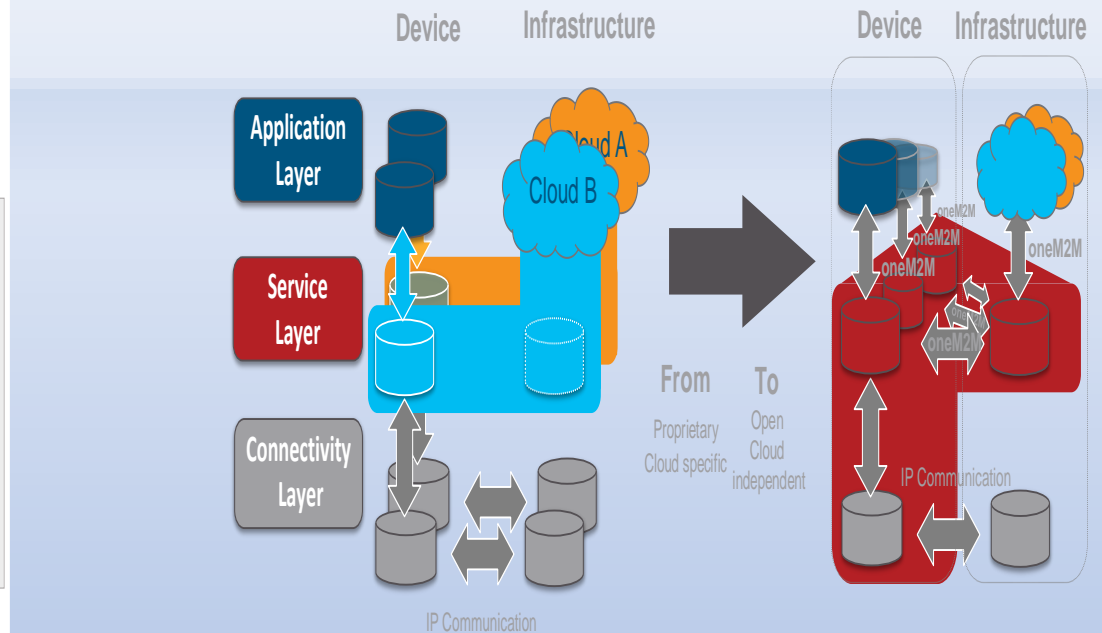 Device
Infrastructure
Device
Infrastructure
Application
Layer
Cloud A
Cloud B
oneM2M
oneM2M
oneM2M
oneM2M
Service
Layer
oneM2M
oneM2M
From
To
Proprietary
Cloud specific
Open
Cloud
independent
Connectivity
Layer
IP Communication
IP Communication